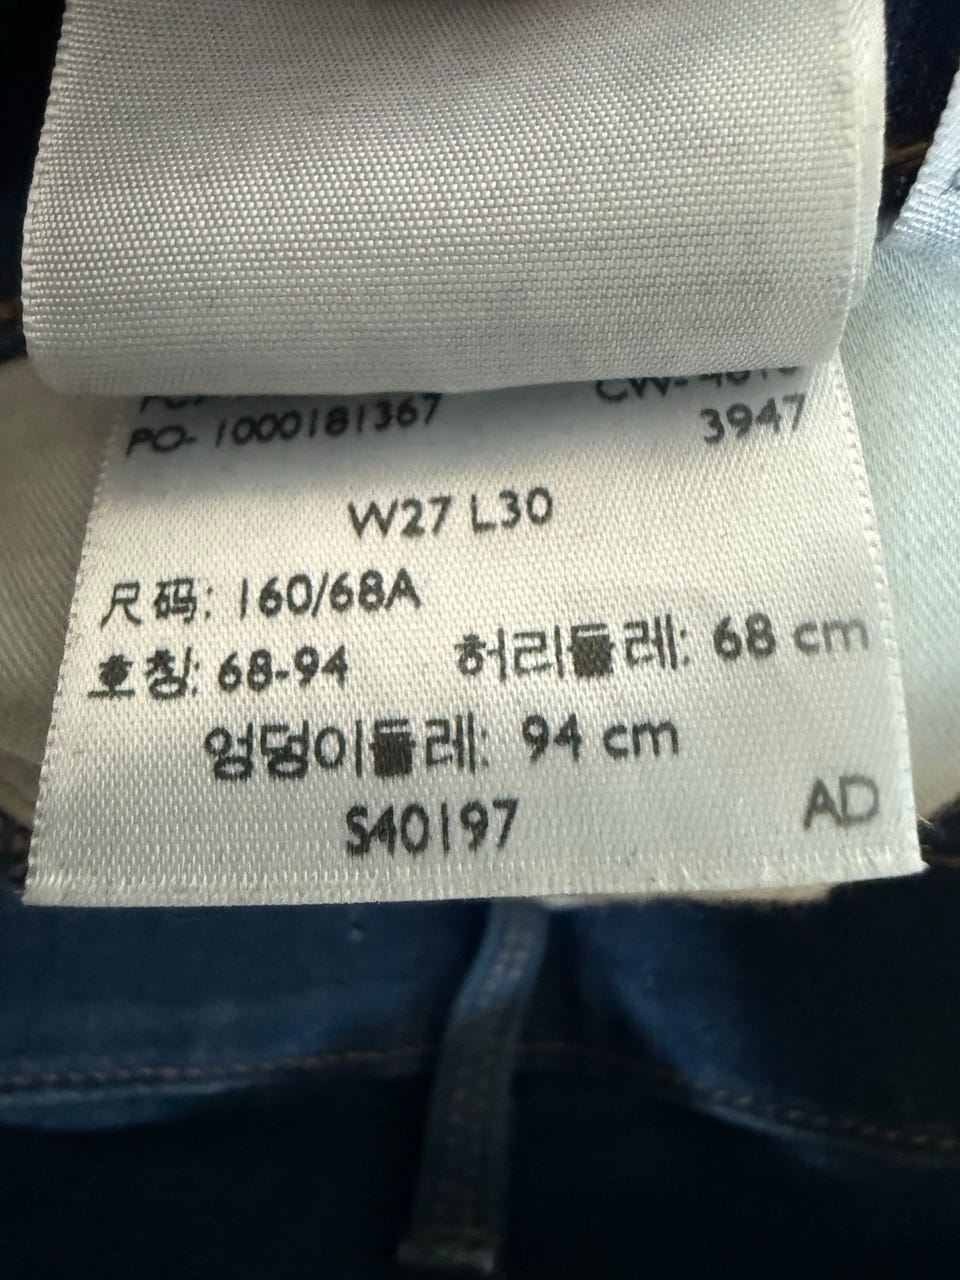 PO- 1000181367
3947
W27 L30
尺码: 160/68A
호칭: 68-94 허리둘레: 68 cm
엉덩이둘레: 94 cm
S40197 AD